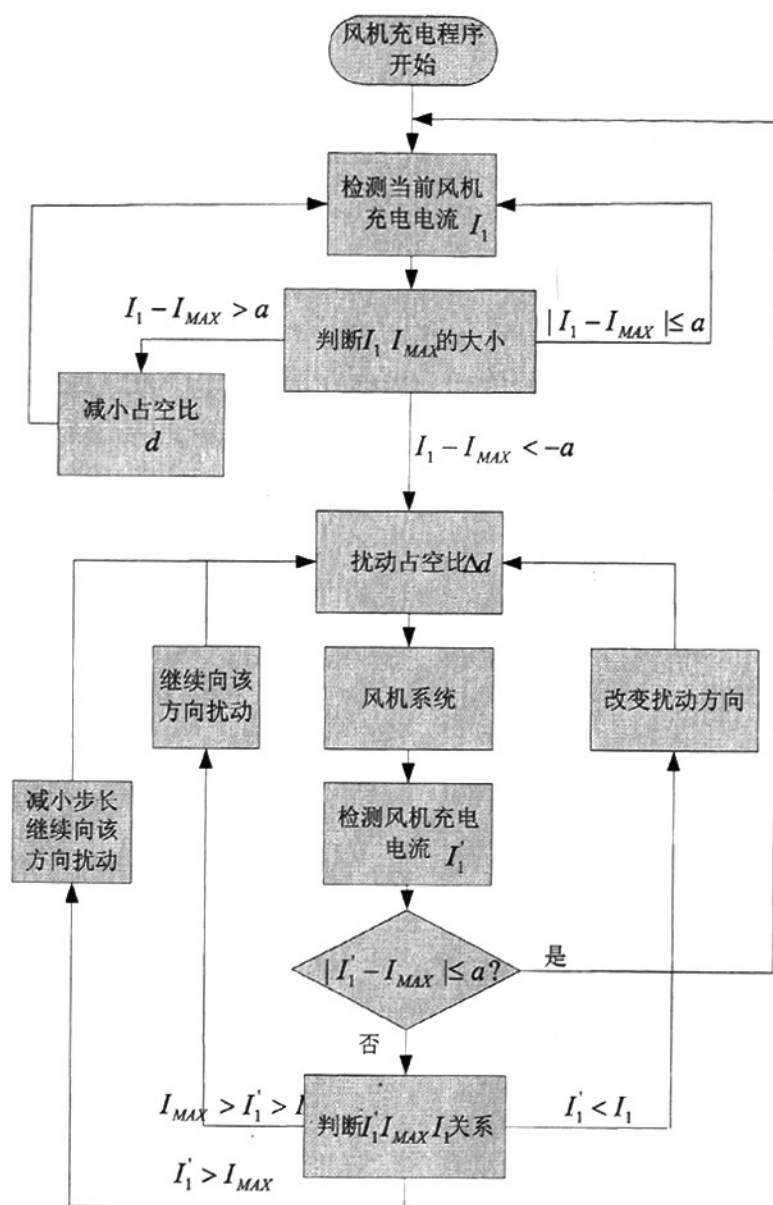 风机充电程序
开始
检测当前风机
充电电流 I₁
I₁ − I_MAX > a
判断I₁ I_MAX的大小
| I₁ − I_MAX |≤ a
减小占空比
d
I₁ − I_MAX < −a
扰动占空比Δd
继续向该
方向扰动
风机系统
改变扰动方向
减小步长
继续向该
方向扰动
检测风机充电
电流 I₁'
| I₁' − I_MAX |≤ a?
是
否
I_MAX > I₁' > I
判断I₁' I_MAX I₁关系
I₁' < I₁
I₁' > I_MAX